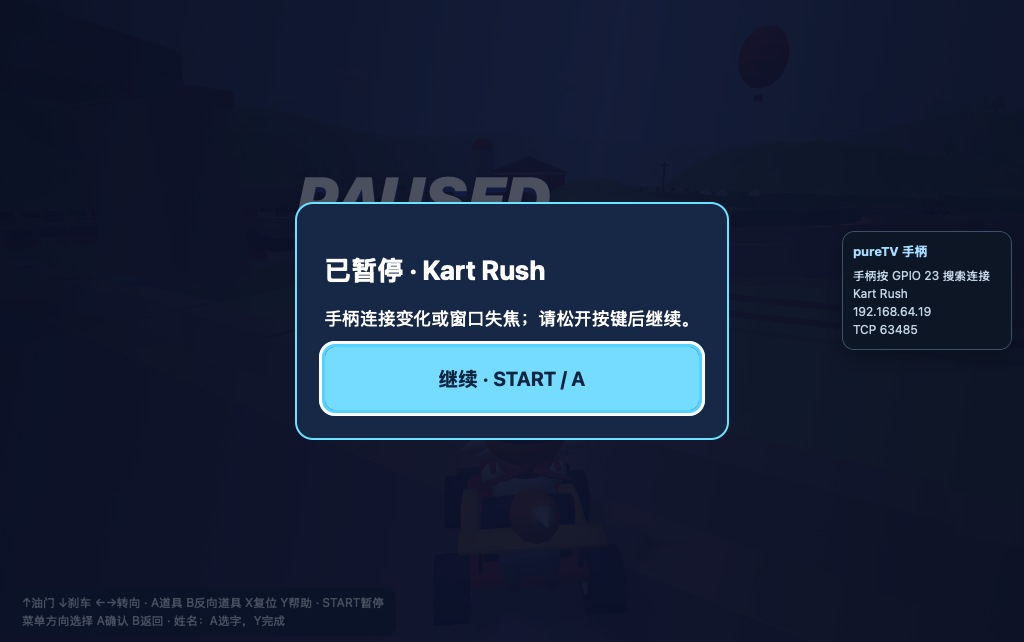 PAUSED
已暂停 · Kart Rush
手柄连接变化或窗口失焦；请松开按键后继续。
继续 · START / A
pureTV 手柄
手柄按 GPIO 23 搜索连接
Kart Rush
192.168.64.19
TCP 63485
↑油门 ↓刹车 ←→转向 · A道具 B反向道具 X复位 Y帮助 · START暂停
菜单方向选择 A确认 B返回 · 姓名：A选字，Y完成